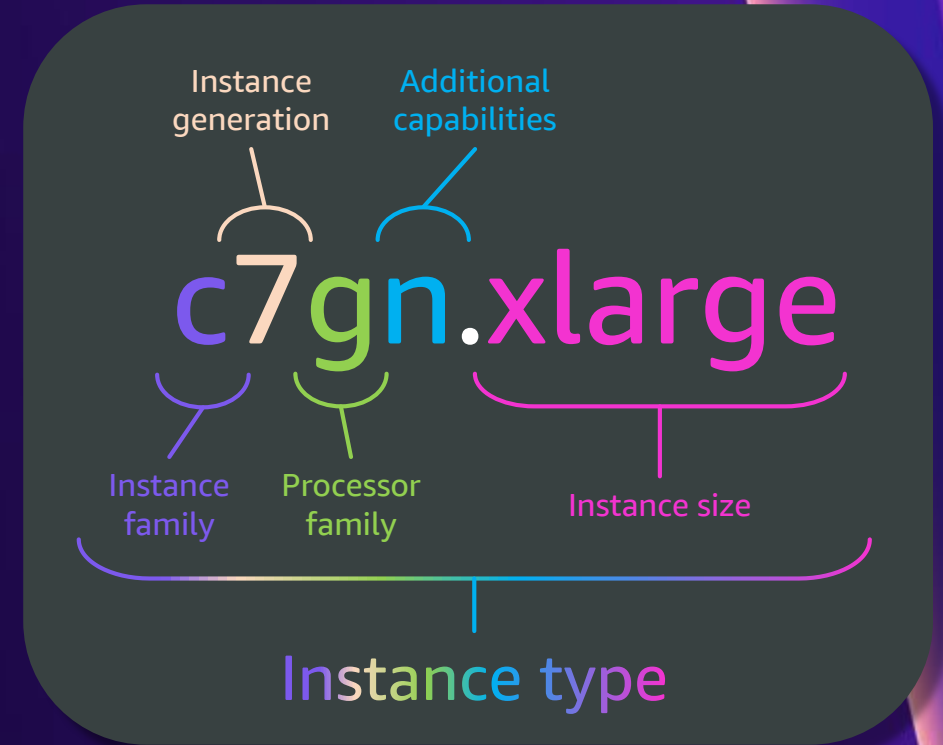 Instance
generation
Additional
capabilities
c7gn.xlarge
Instance
family
Processor
family
Instance size
Instance type